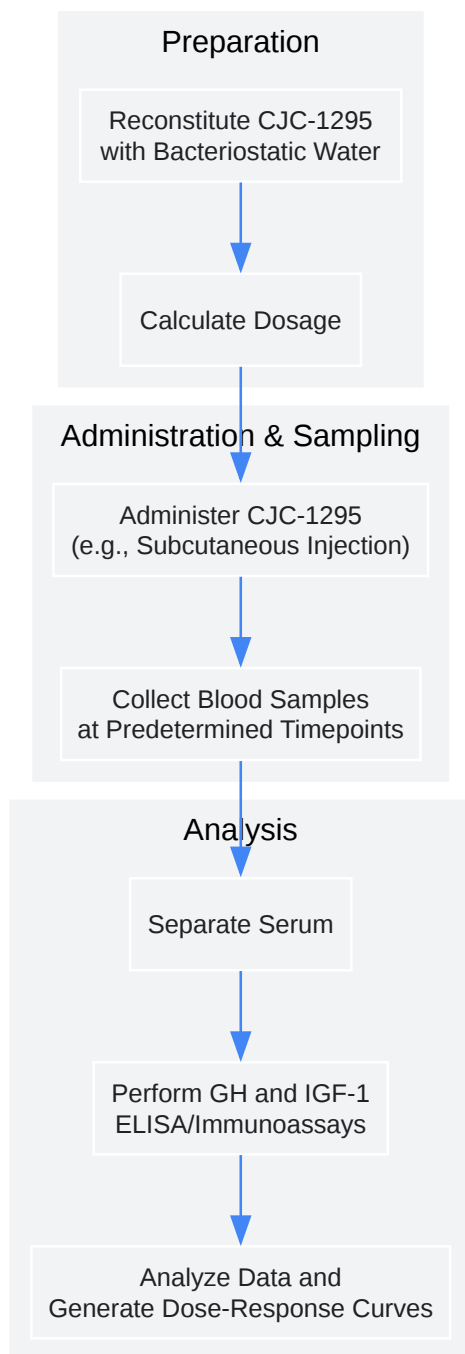 Preparation
Reconstitute CJC-1295
with Bacteriostatic Water
Calculate Dosage
Administration & Sampling
Administer CJC-1295
(e.g., Subcutaneous Injection)
Collect Blood Samples
at Predetermined Timepoints
Analysis
Separate Serum
Perform GH and IGF-1
ELISA/Immunoassays
Analyze Data and
Generate Dose-Response Curves